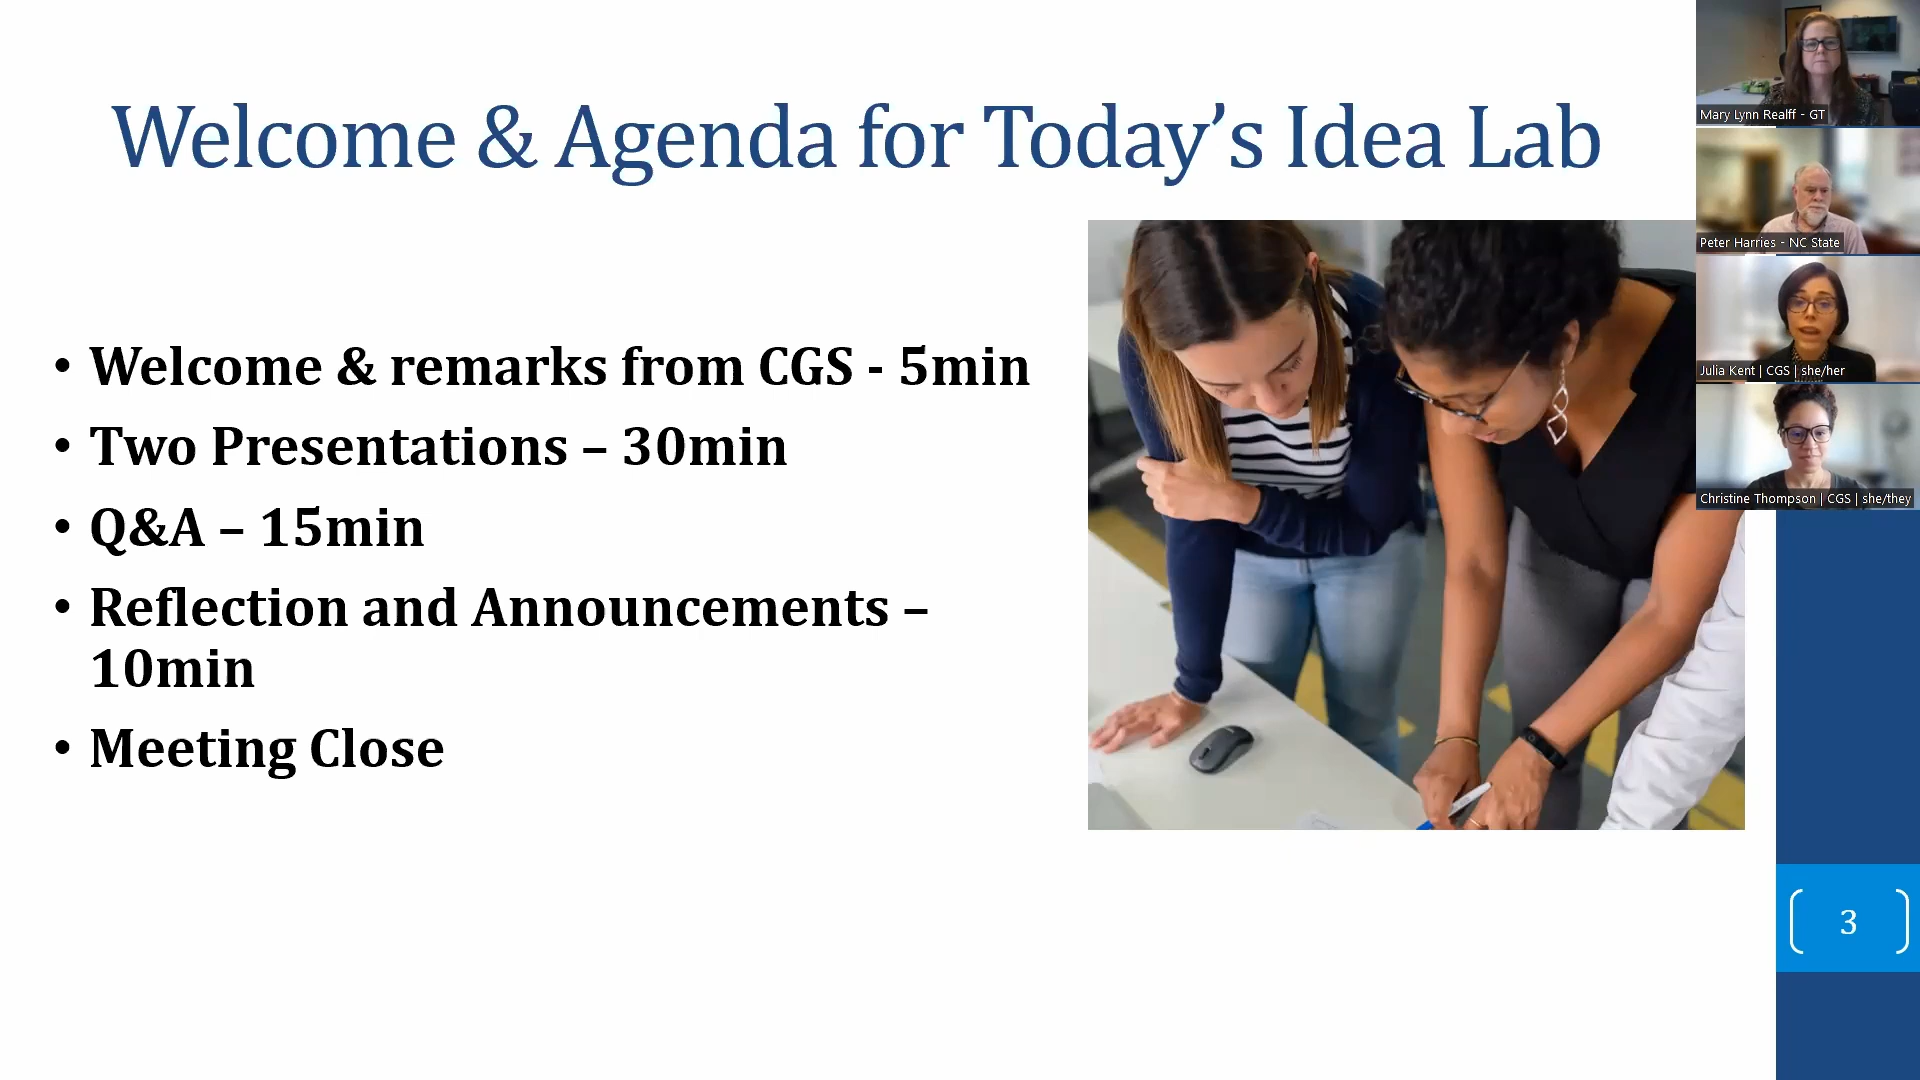 Welcome & Agenda for Today’s Idea Lab
• Welcome & remarks from CGS - 5min
• Two Presentations – 30min
• Q&A – 15min
• Reflection and Announcements –
10min
• Meeting Close
Mary Lynn Realff - GT
Peter Harries - NC State
Julia Kent | CGS | she/her
Christine Thompson | CGS | she/they
3